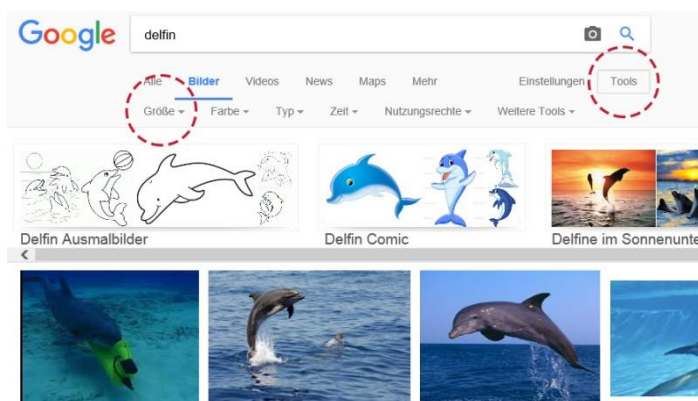 Google delfin
Alle Bilder Videos News Maps Mehr Einstellungen Tools
Größe Farbe Typ Zeit Nutzungsrechte Weitere Tools
Delfin Ausmalbilder Delfin Comic Delfine im Sonnenunte